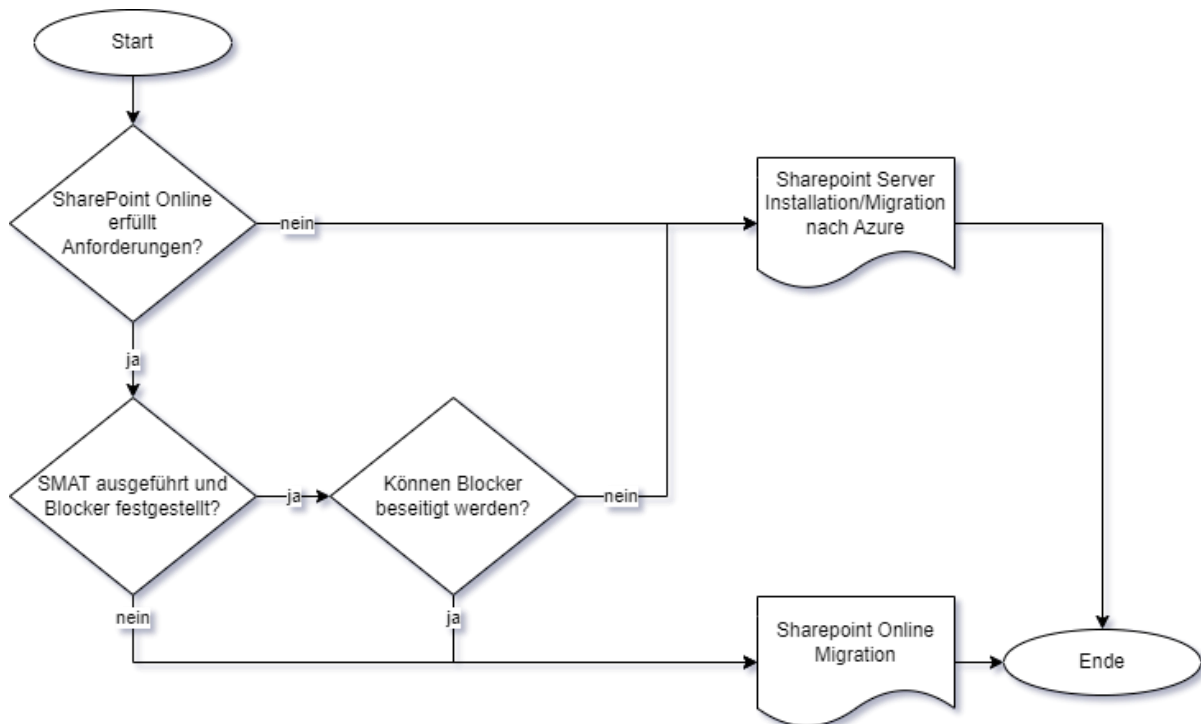 Start
SharePoint Online
erfüllt
Anforderungen?
nein
Sharepoint Server
Installation/Migration
nach Azure
ja
SMAT ausgeführt und
Blocker festgestellt?
ja
Können Blocker
beseitigt werden?
nein
nein
ja
Sharepoint Online
Migration
Ende